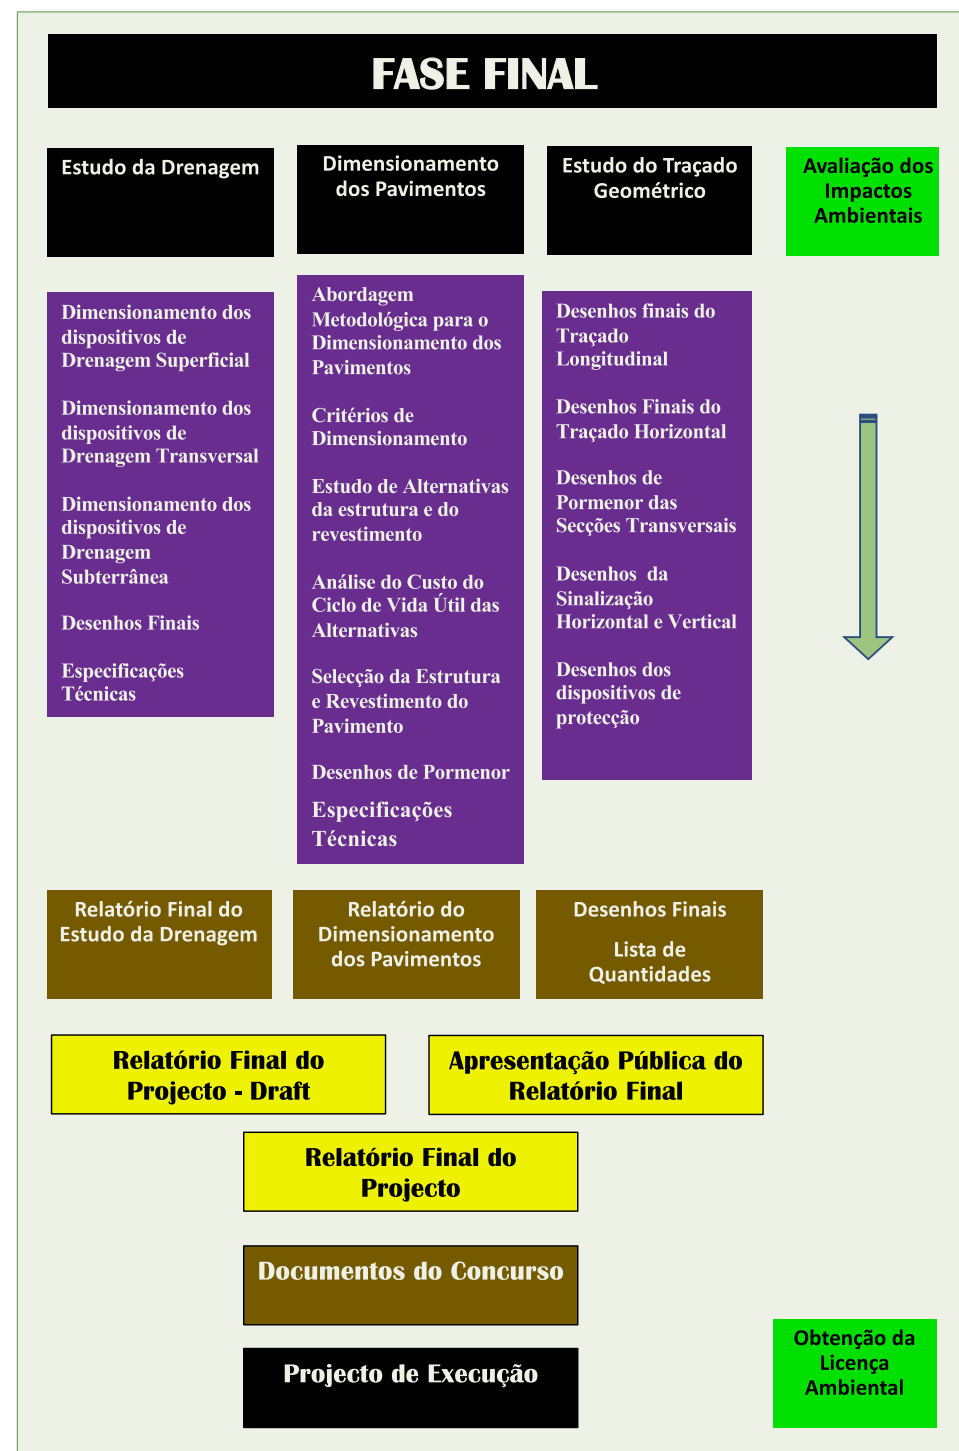 FASE FINAL
Estudo da Drenagem
Dimensionamento
dos Pavimentos
Estudo do Traçado
Geométrico
Avaliação dos
Impactos
Ambientais
Dimensionamento dos
dispositivos de
Drenagem Superficial
Dimensionamento dos
dispositivos de
Drenagem Transversal
Dimensionamento dos
dispositivos de
Drenagem
Subterrânea
Desenhos Finais
Especificações
Técnicas
Abordagem
Metodológica para o
Dimensionamento dos
Pavimentos
Critérios de
Dimensionamento
Estudo de Alternativas
da estrutura e do
revestimento
Análise do Custo do
Ciclo de Vida Útil das
Alternativas
Selecção da Estrutura
e Revestimento do
Pavimento
Desenhos de Pormenor
Especificações
Técnicas
Desenhos finais do
Traçado
Longitudinal
Desenhos Finais do
Traçado Horizontal
Desenhos de
Pormenor das
Secções Transversais
Desenhos da
Sinalização
Horizontal e Vertical
Desenhos dos
dispositivos de
protecção
Relatório Final do
Estudo da Drenagem
Relatório do
Dimensionamento
dos Pavimentos
Desenhos Finais
Lista de
Quantidades
Relatório Final do
Projecto - Draft
Apresentação Pública do
Relatório Final
Relatório Final do
Projecto
Documentos do Concurso
Projecto de Execução
Obtenção da
Licença
Ambiental